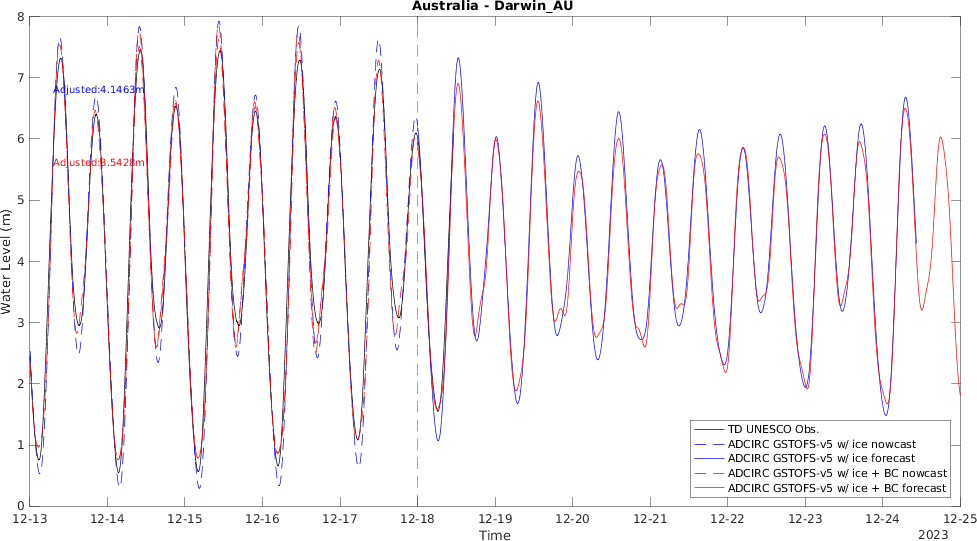 Australia - Darwin_AU
8
7
6
5
4
3
2
1
0
Water Level (m)
Adjusted:4.1463m
Adjusted:3.5428m
TD UNESCO Obs.
ADCIRC GSTOFS-v5 w/ ice nowcast
ADCIRC GSTOFS-v5 w/ ice forecast
ADCIRC GSTOFS-v5 w/ ice + BC nowcast
ADCIRC GSTOFS-v5 w/ ice + BC forecast
12-13 12-14 12-15 12-16 12-17 12-18 12-19 12-20 12-21 12-22 12-23 12-24 12-25
Time
2023